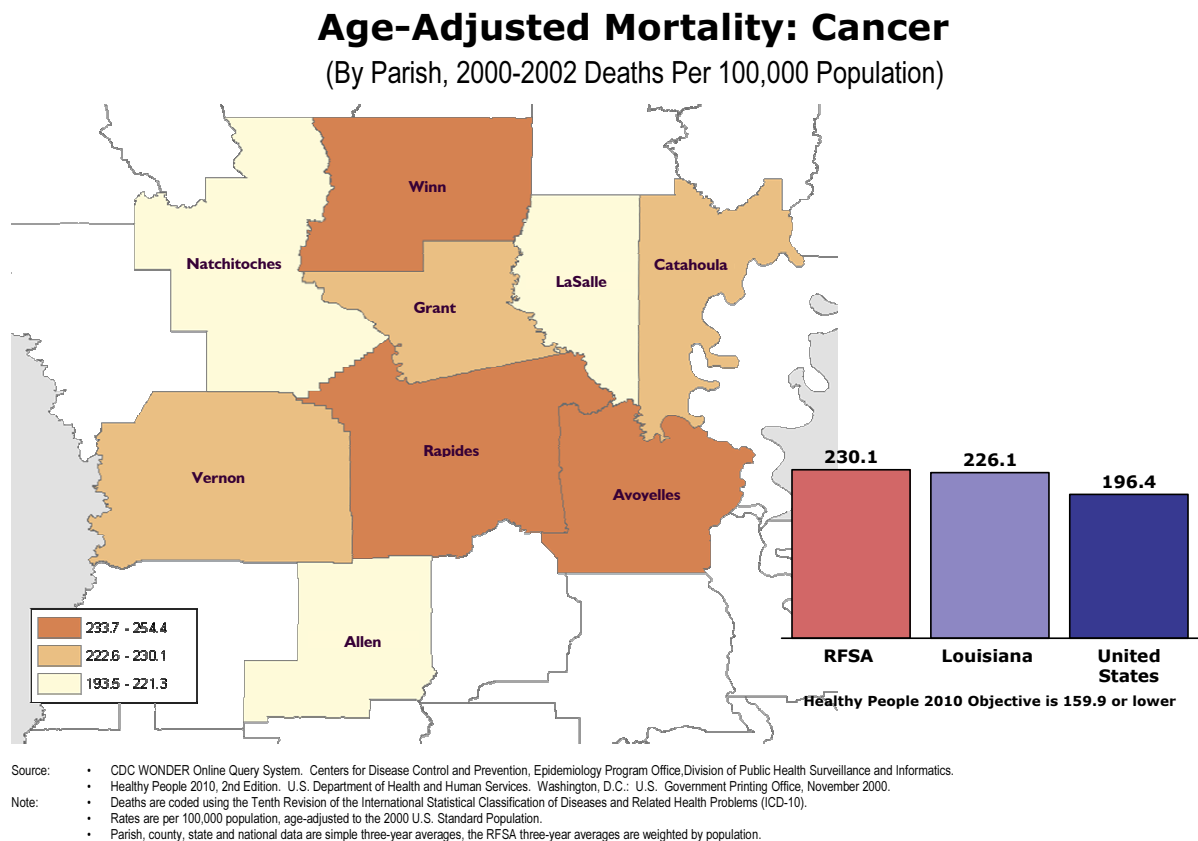 Age-Adjusted Mortality: Cancer
(By Parish, 2000-2002 Deaths Per 100,000 Population)
Winn
Natchitoches
LaSalle
Catahoula
Grant
Rapides
Vernon
Avoyelles
Allen
233.7 - 254.4
222.6 - 230.1
193.5 - 221.3
230.1
226.1
196.4
RFSA
Louisiana
United
States
Healthy People 2010 Objective is 159.9 or lower
Source:
• CDC WONDER Online Query System. Centers for Disease Control and Prevention, Epidemiology Program Office,Division of Public Health Surveillance and Informatics.
• Healthy People 2010, 2nd Edition. U.S. Department of Health and Human Services. Washington, D.C.: U.S. Government Printing Office, November 2000.
Note:
• Deaths are coded using the Tenth Revision of the International Statistical Classification of Diseases and Related Health Problems (ICD-10).
• Rates are per 100,000 population, age-adjusted to the 2000 U.S. Standard Population.
• Parish, county, state and national data are simple three-year averages, the RFSA three-year averages are weighted by population.